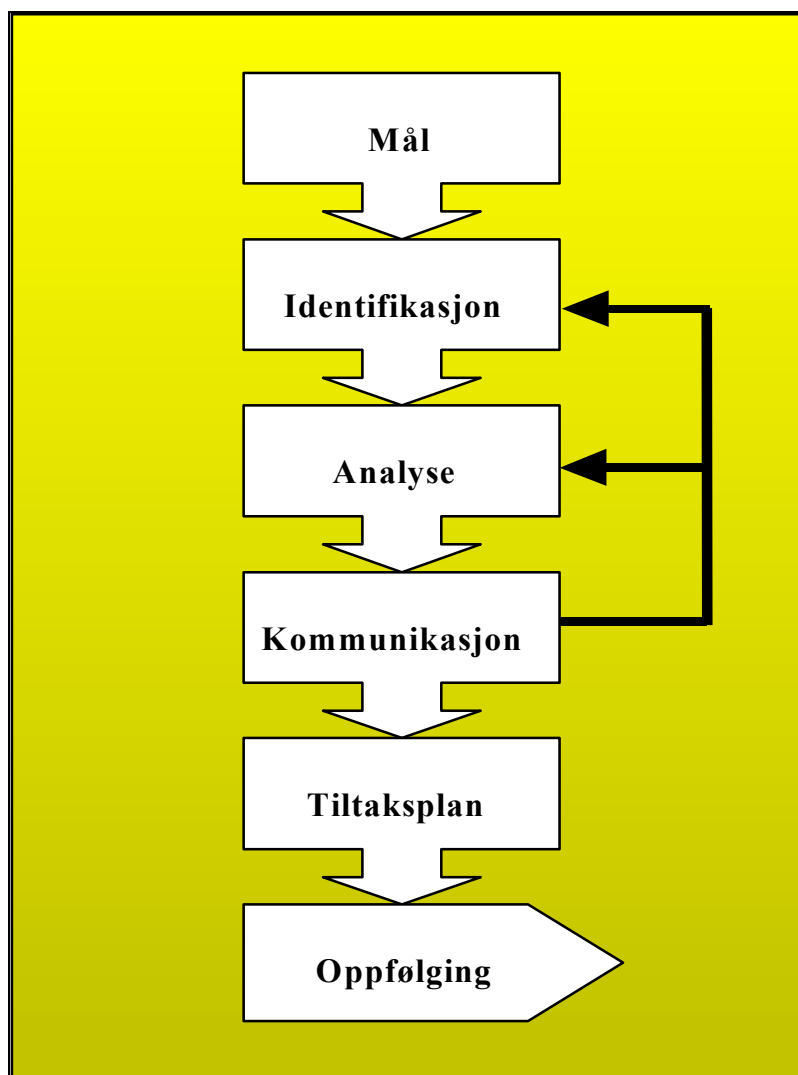 Mål
Identifikasjon
Analyse
Kommunikasjon
Tiltaksplan
Oppfølging